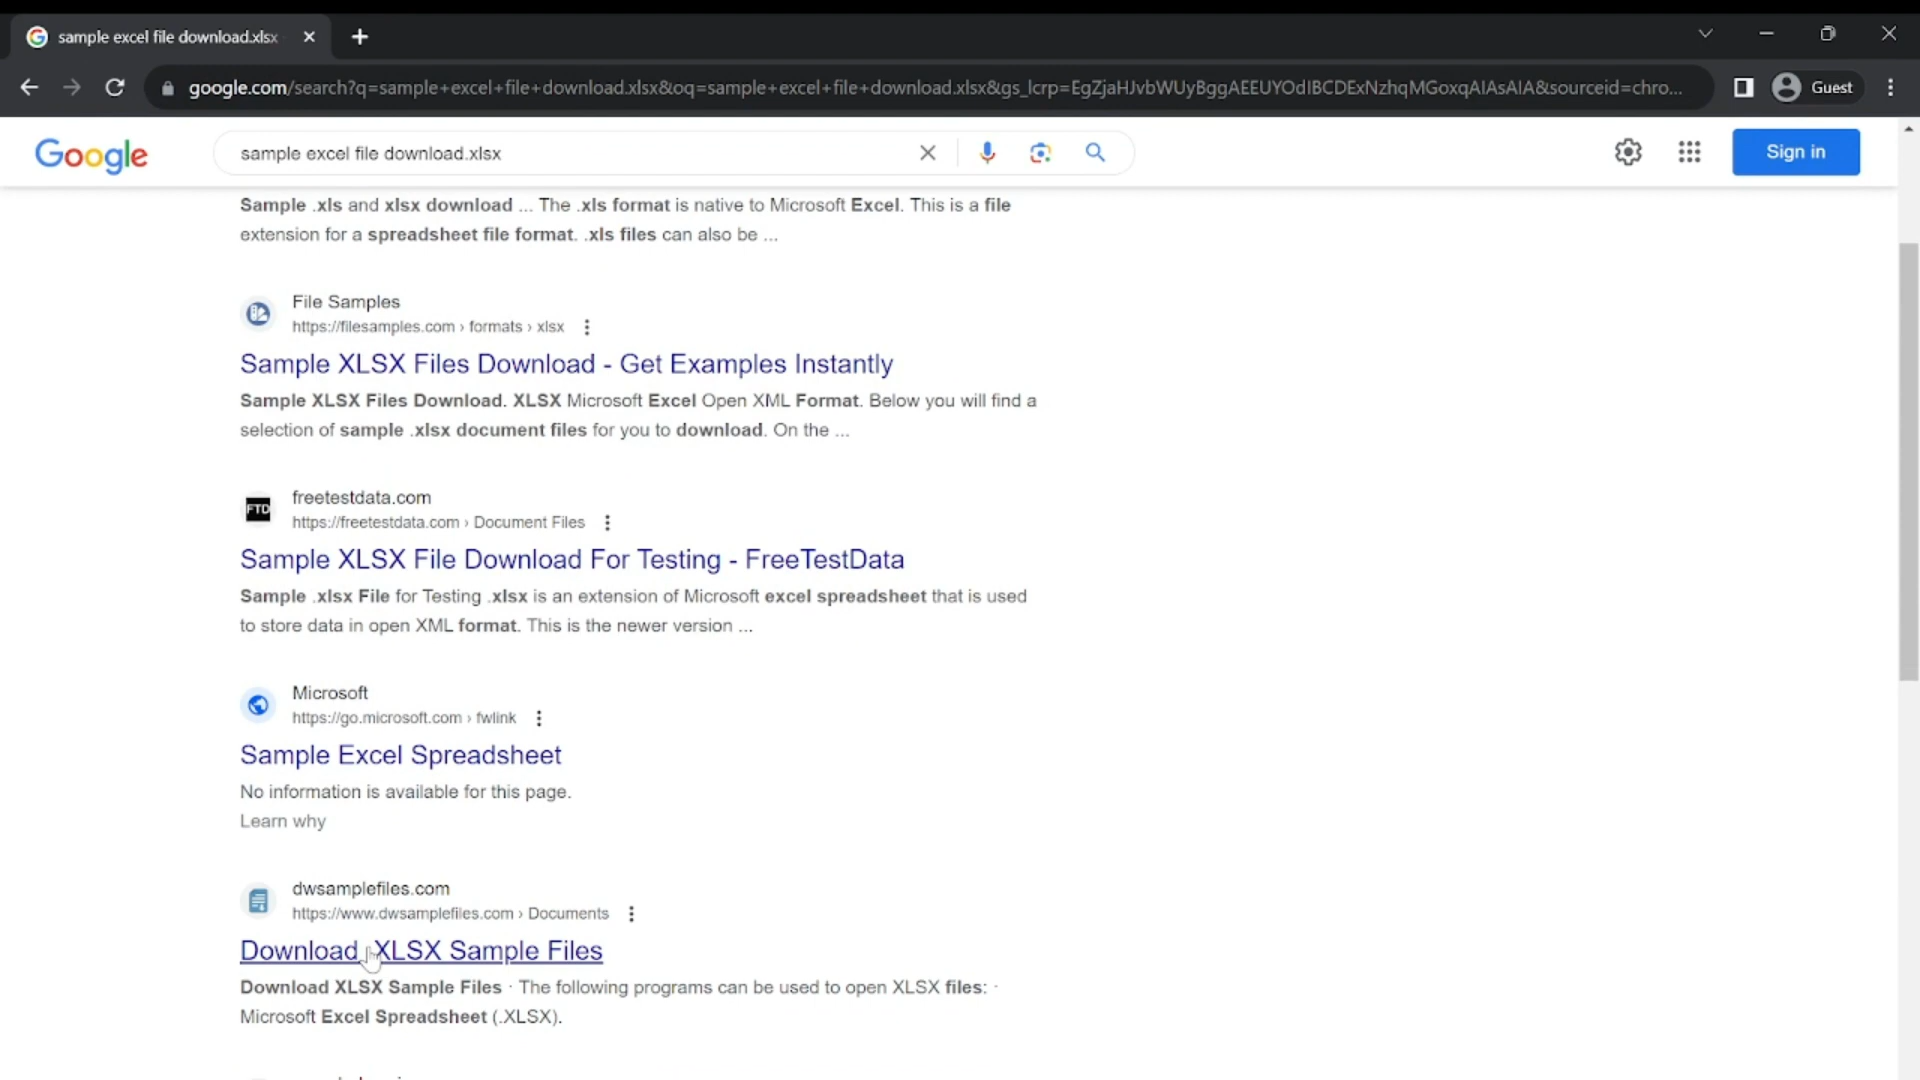 sample excel file download.xlsx
google.com/search?q=sample+excel+file+download.xlsx&oq=sample+excel+file+download.xlsx&gs_lcrp=EgZjaHJvbWUyBggAEEUYOdIBCDExNzhqMGoxqAIAsAIA&sourceid=chro...
Guest
Google
sample excel file download.xlsx
Sign in
Sample .xls and xlsx download ... The .xls format is native to Microsoft Excel. This is a file
extension for a spreadsheet file format. .xls files can also be ...
File Samples
https://filesamples.com › formats › xlsx
Sample XLSX Files Download - Get Examples Instantly
Sample XLSX Files Download. XLSX Microsoft Excel Open XML Format. Below you will find a
selection of sample .xlsx document files for you to download. On the ...
FTD
freetestdata.com
https://freetestdata.com › Document Files
Sample XLSX File Download For Testing - FreeTestData
Sample .xlsx File for Testing .xlsx is an extension of Microsoft excel spreadsheet that is used
to store data in open XML format. This is the newer version ...
Microsoft
https://go.microsoft.com › fwlink
Sample Excel Spreadsheet
No information is available for this page.
Learn why
dwsamplefiles.com
https://www.dwsamplefiles.com › Documents
Download .XLSX Sample Files
Download XLSX Sample Files · The following programs can be used to open XLSX files: ·
Microsoft Excel Spreadsheet (.XLSX).